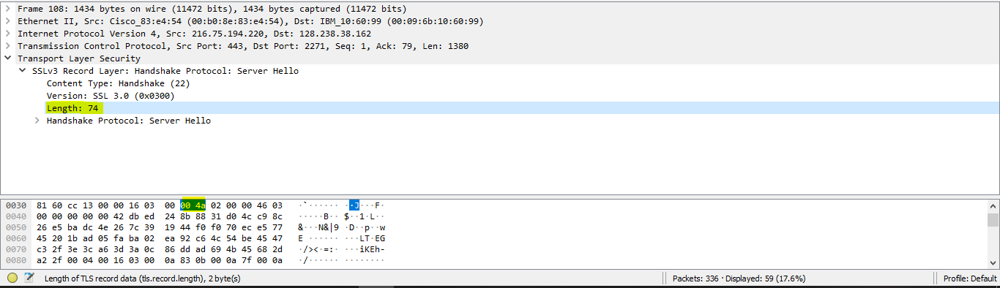 Frame 108: 1434 bytes on wire (11472 bits), 1434 bytes captured (11472 bits)
Ethernet II, Src: Cisco_83:e4:54 (00:b0:8e:83:e4:54), Dst: IBM_10:60:99 (00:09:6b:10:60:99)
Internet Protocol Version 4, Src: 216.75.194.220, Dst: 128.238.38.162
Transmission Control Protocol, Src Port: 443, Dst Port: 2271, Seq: 1, Ack: 79, Len: 1380
Transport Layer Security
SSLv3 Record Layer: Handshake Protocol: Server Hello
Content Type: Handshake (22)
Version: SSL 3.0 (0x0300)
Length: 74
Handshake Protocol: Server Hello
0030 81 60 cc 13 00 00 16 03 00 00 4a 02 00 00 46 03 ·`······ ··J···F·
0040 00 00 00 00 00 42 db ed 24 8b 88 31 d0 4c c9 8c ·····B·· $··1·L··
0050 26 e5 ba dc 4e 26 7c 39 19 44 f0 f0 70 ec e5 77 &···N&|9 ·D··p··w
0060 45 20 1b ad 05 fa ba 02 ea 92 c6 4c 54 be 45 47 E ······ ···LT·EG
0070 c3 2f 3e 3c a6 3d 3a 0c 86 dd ad 69 4b 45 68 2d ·/><·=:· ···iKEh-
0080 a2 2f 00 04 00 16 03 00 0a 83 0b 00 0a 7f 00 0a ·/······ ········
Length of TLS record data (tls.record.length), 2 byte(s) Packets: 336 · Displayed: 59 (17.6%) Profile: Default